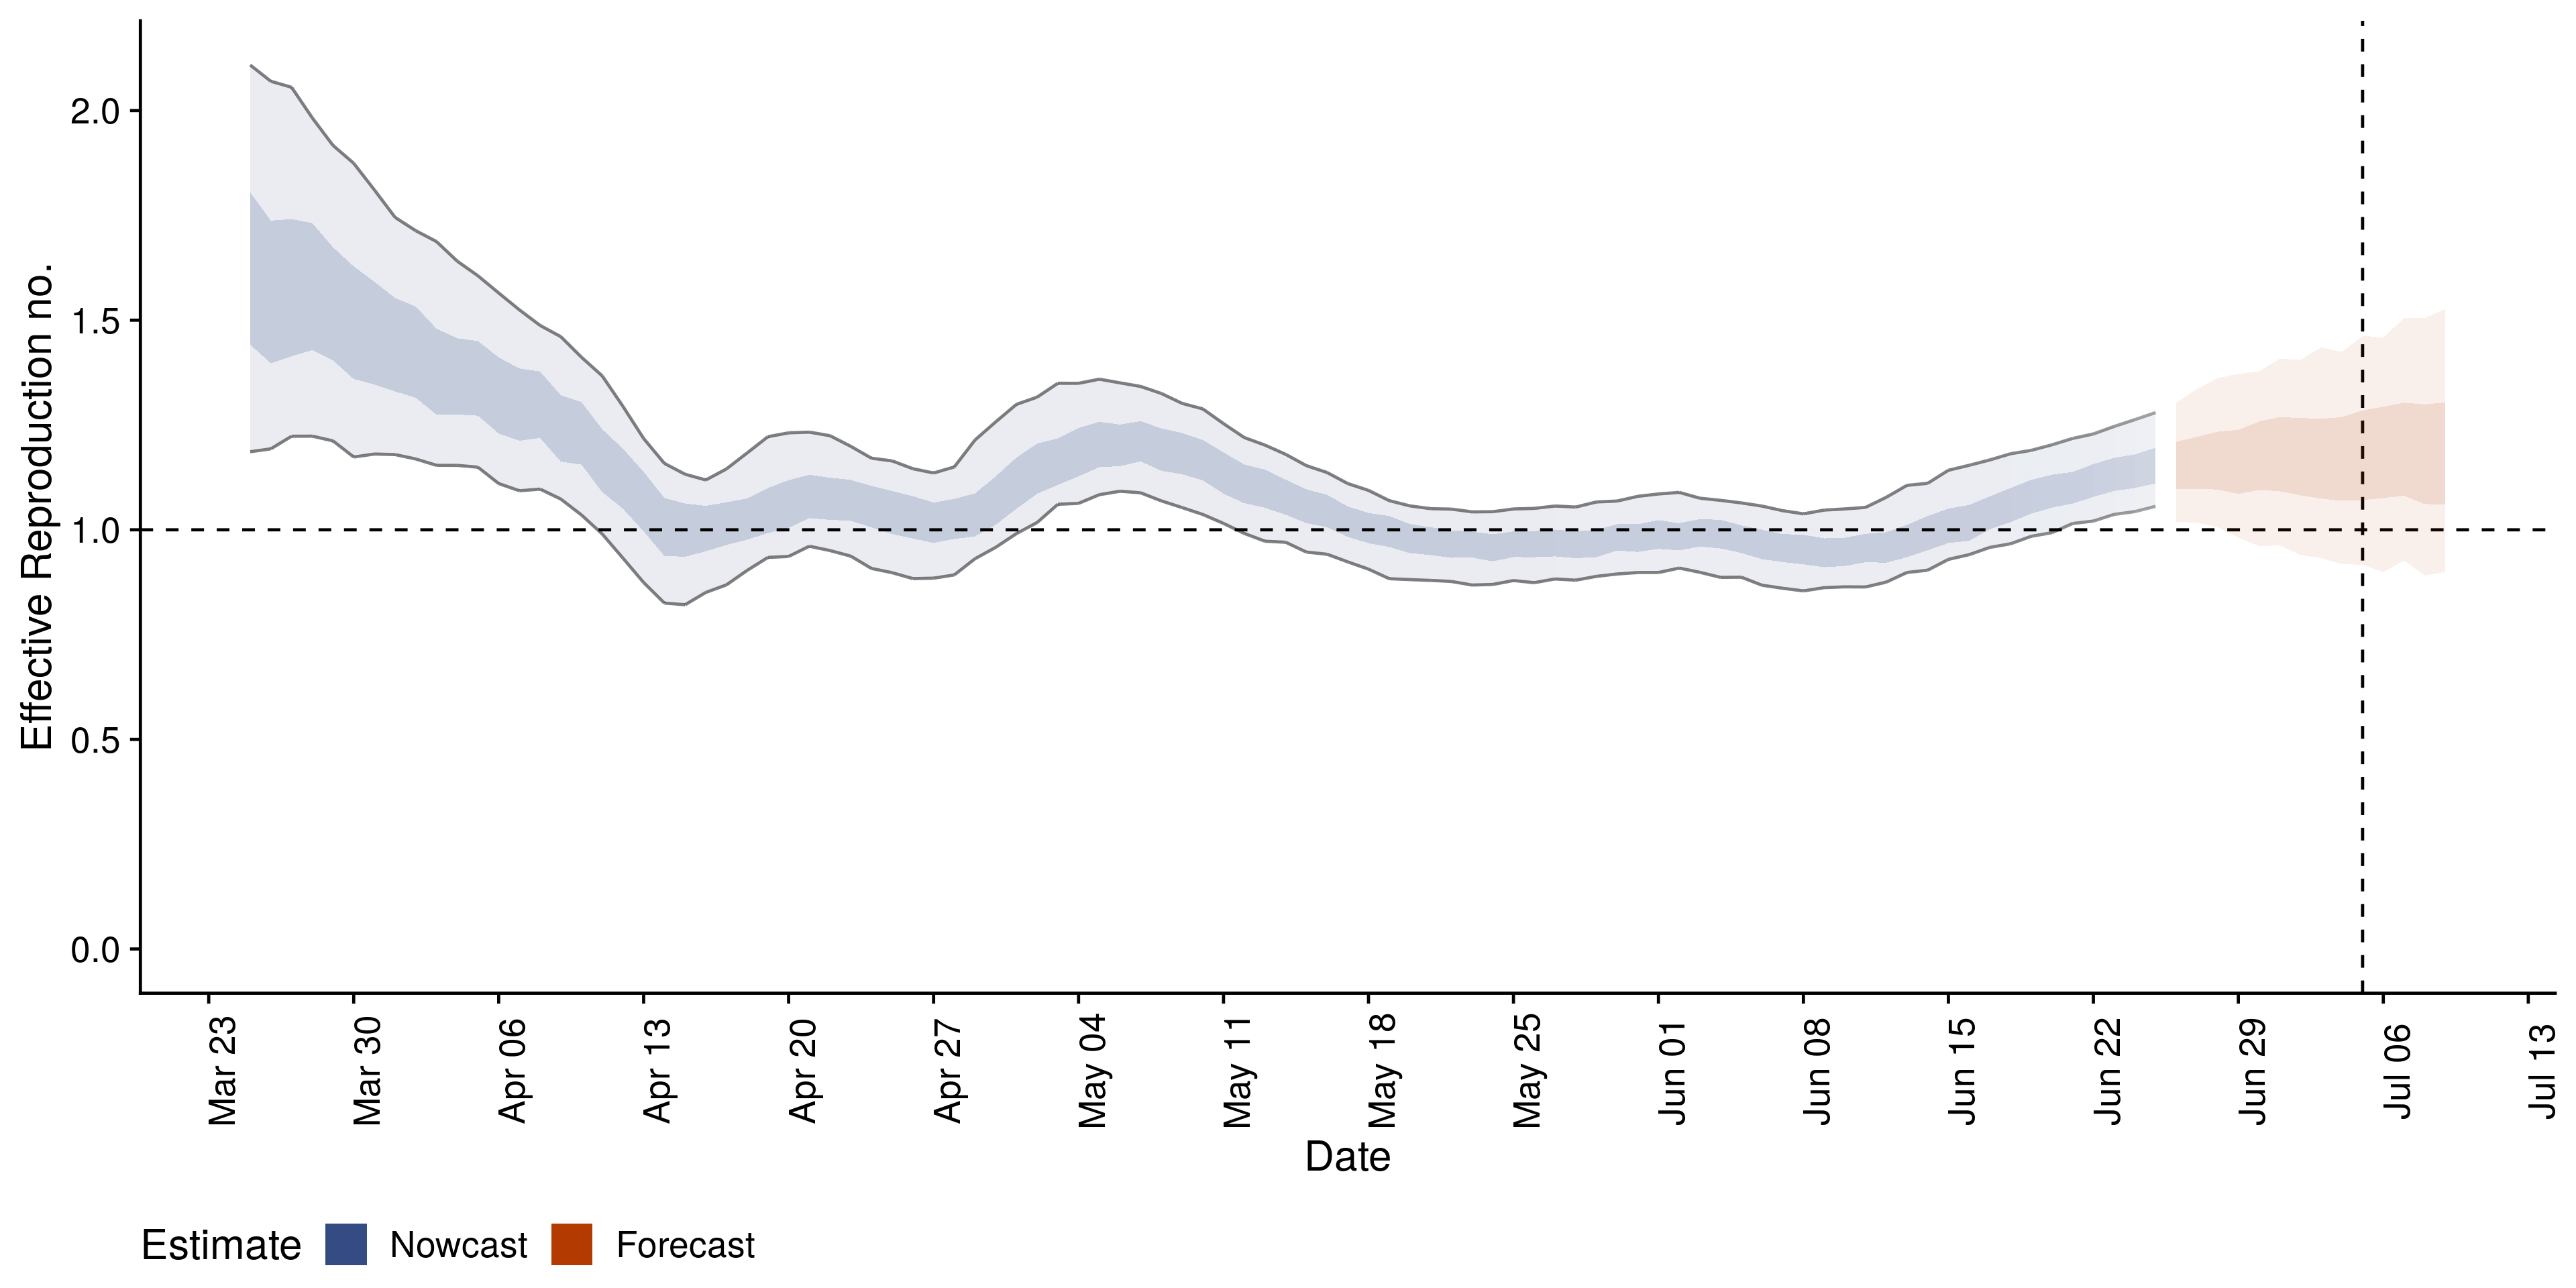 Effective Reproduction no.
2.0
1.5
1.0
0.5
0.0
Mar 23
Mar 30
Apr 06
Apr 13
Apr 20
Apr 27
May 04
May 11
May 18
May 25
Jun 01
Jun 08
Jun 15
Jun 22
Jun 29
Jul 06
Jul 13
Date
Estimate Nowcast Forecast